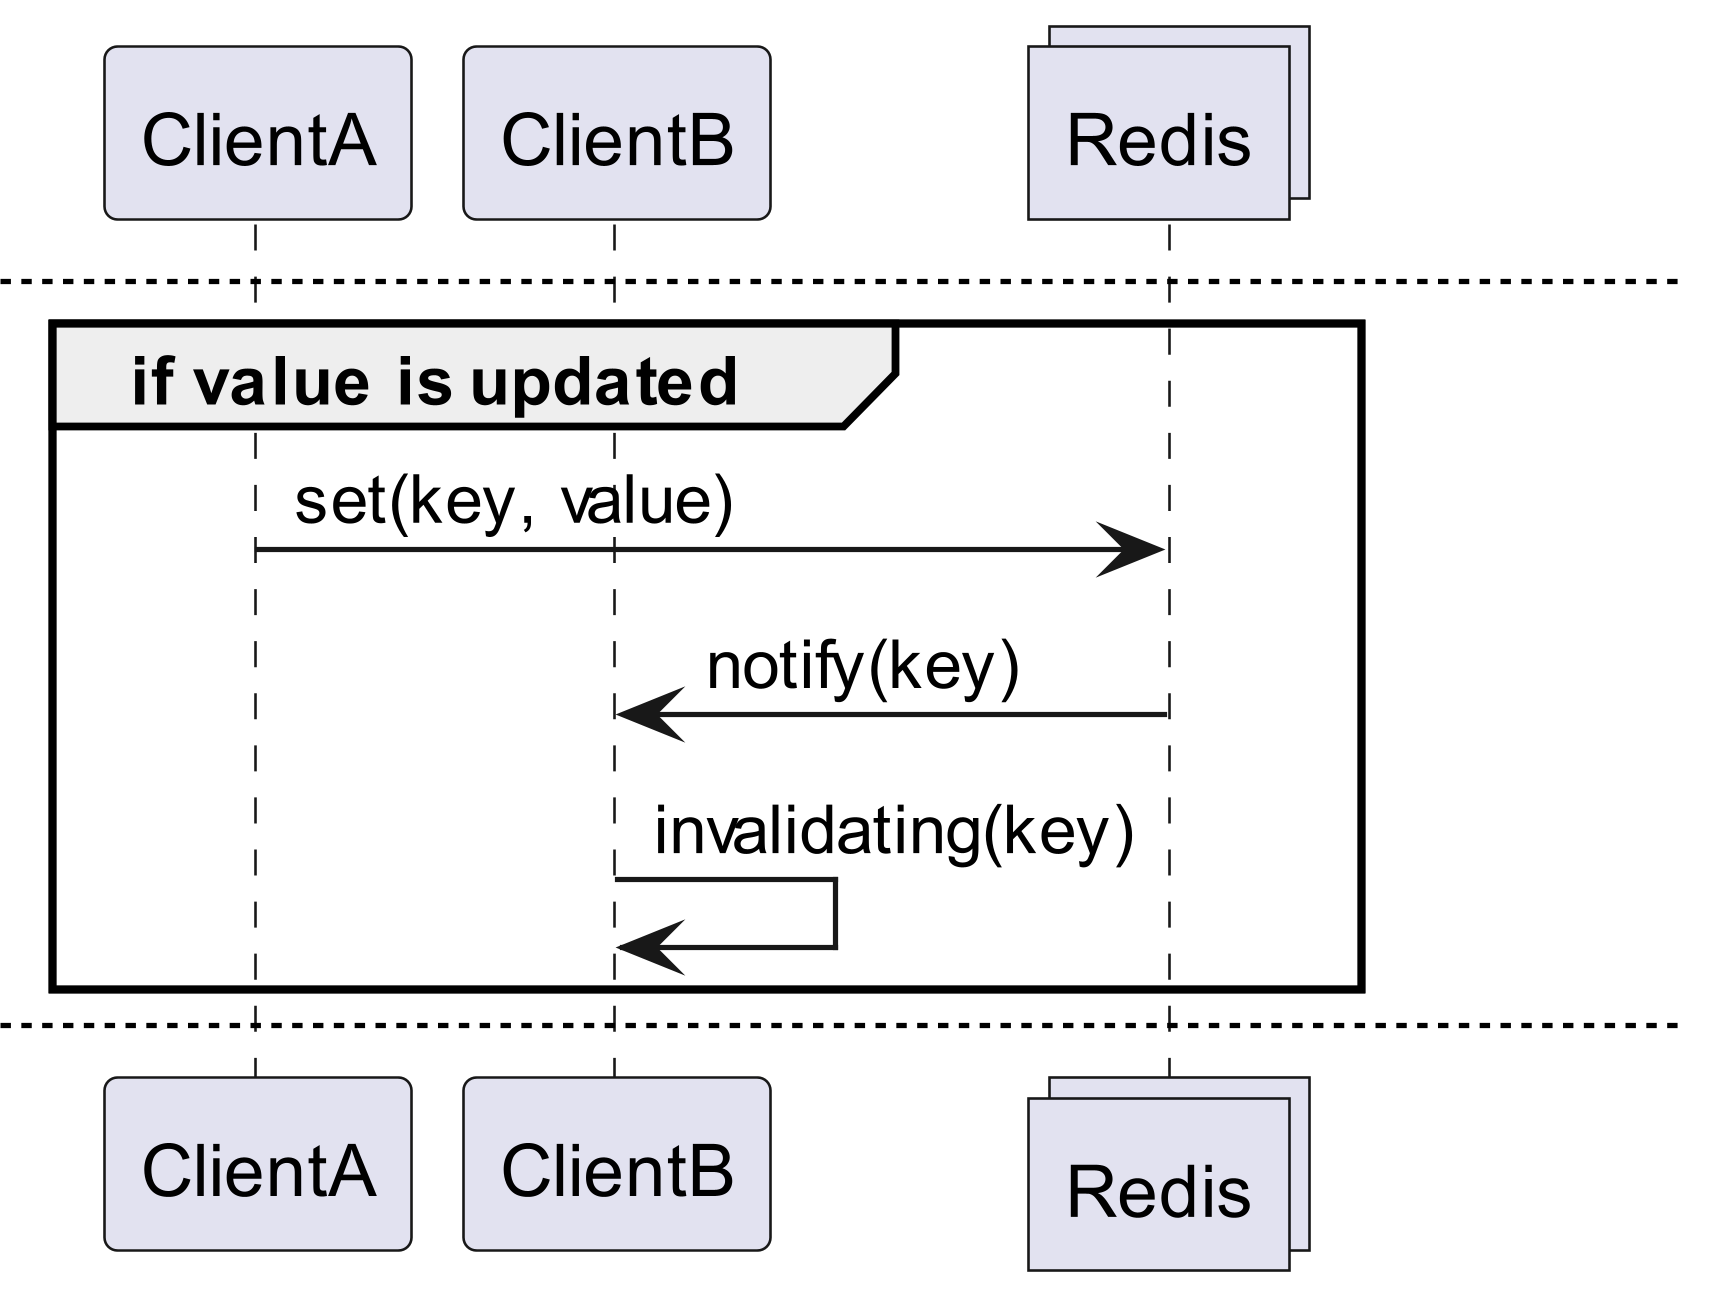 ClientA
ClientB
Redis
if value is updated
set(key, value)
notify(key)
invalidating(key)
ClientA
ClientB
Redis